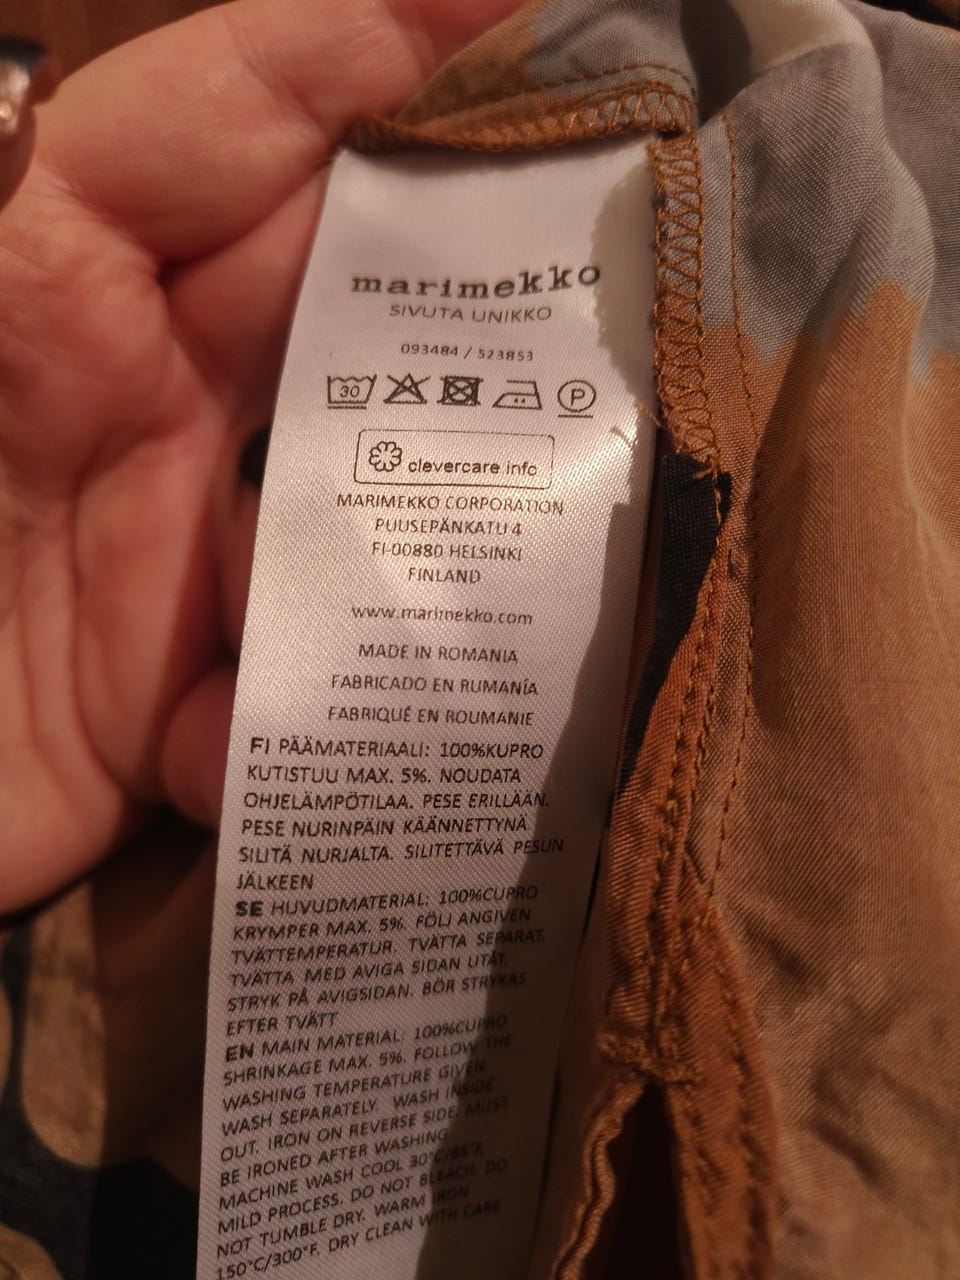 marimekko
SIVUTA UNIKKO
093484 / 523853
30 P
clevercare.info
MARIMEKKO CORPORATION
PUUSEPÄNKATU 4
FI-00880 HELSINKI
FINLAND
www.marimekko.com
MADE IN ROMANIA
FABRICADO EN RUMANÍA
FABRIQUÉ EN ROUMANIE
FI PÄÄMATERIAALI: 100%KUPRO
KUTISTUU MAX. 5%. NOUDATA
OHJELÄMPÖTILAA. PESE ERILLÄÄN.
PESE NURINPÄIN KÄÄNNETTYNÄ.
SILITÄ NURJALTA. SILITETTÄVÄ PESUN
JÄLKEEN
SE HUVUDMATERIAL: 100%CUPRO
KRYMPER MAX. 5%. FÖLJ ANGIVEN
TVÄTTEMPERATUR. TVÄTTA SEPARAT.
TVÄTTA MED AVIGA SIDAN UTÅT.
STRYK PÅ AVIGSIDAN. BÖR STRYKAS
EFTER TVÄTT
EN MAIN MATERIAL: 100%CUPRO
SHRINKAGE MAX. 5%. FOLLOW THE
WASHING TEMPERATURE GIVEN.
WASH SEPARATELY. WASH INSIDE
OUT. IRON ON REVERSE SIDE. MUST
BE IRONED AFTER WASHING
MACHINE WASH COOL 30°C/85°F,
MILD PROCESS. DO NOT BLEACH. DO
NOT TUMBLE DRY. WARM IRON
150°C/300°F. DRY CLEAN WITH CARE